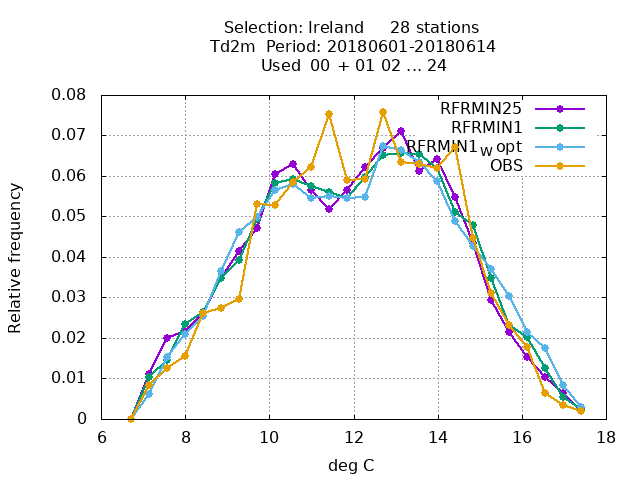 Selection: Ireland 28 stations
Td2m Period: 20180601-20180614
Used 00 + 01 02 ... 24
0.08
0.07
0.06
0.05
0.04
0.03
0.02
0.01
0
Relative frequency
RFRMIN25
RFRMIN1
RFRMIN1wopt
OBS
6 8 10 12 14 16 18
deg C